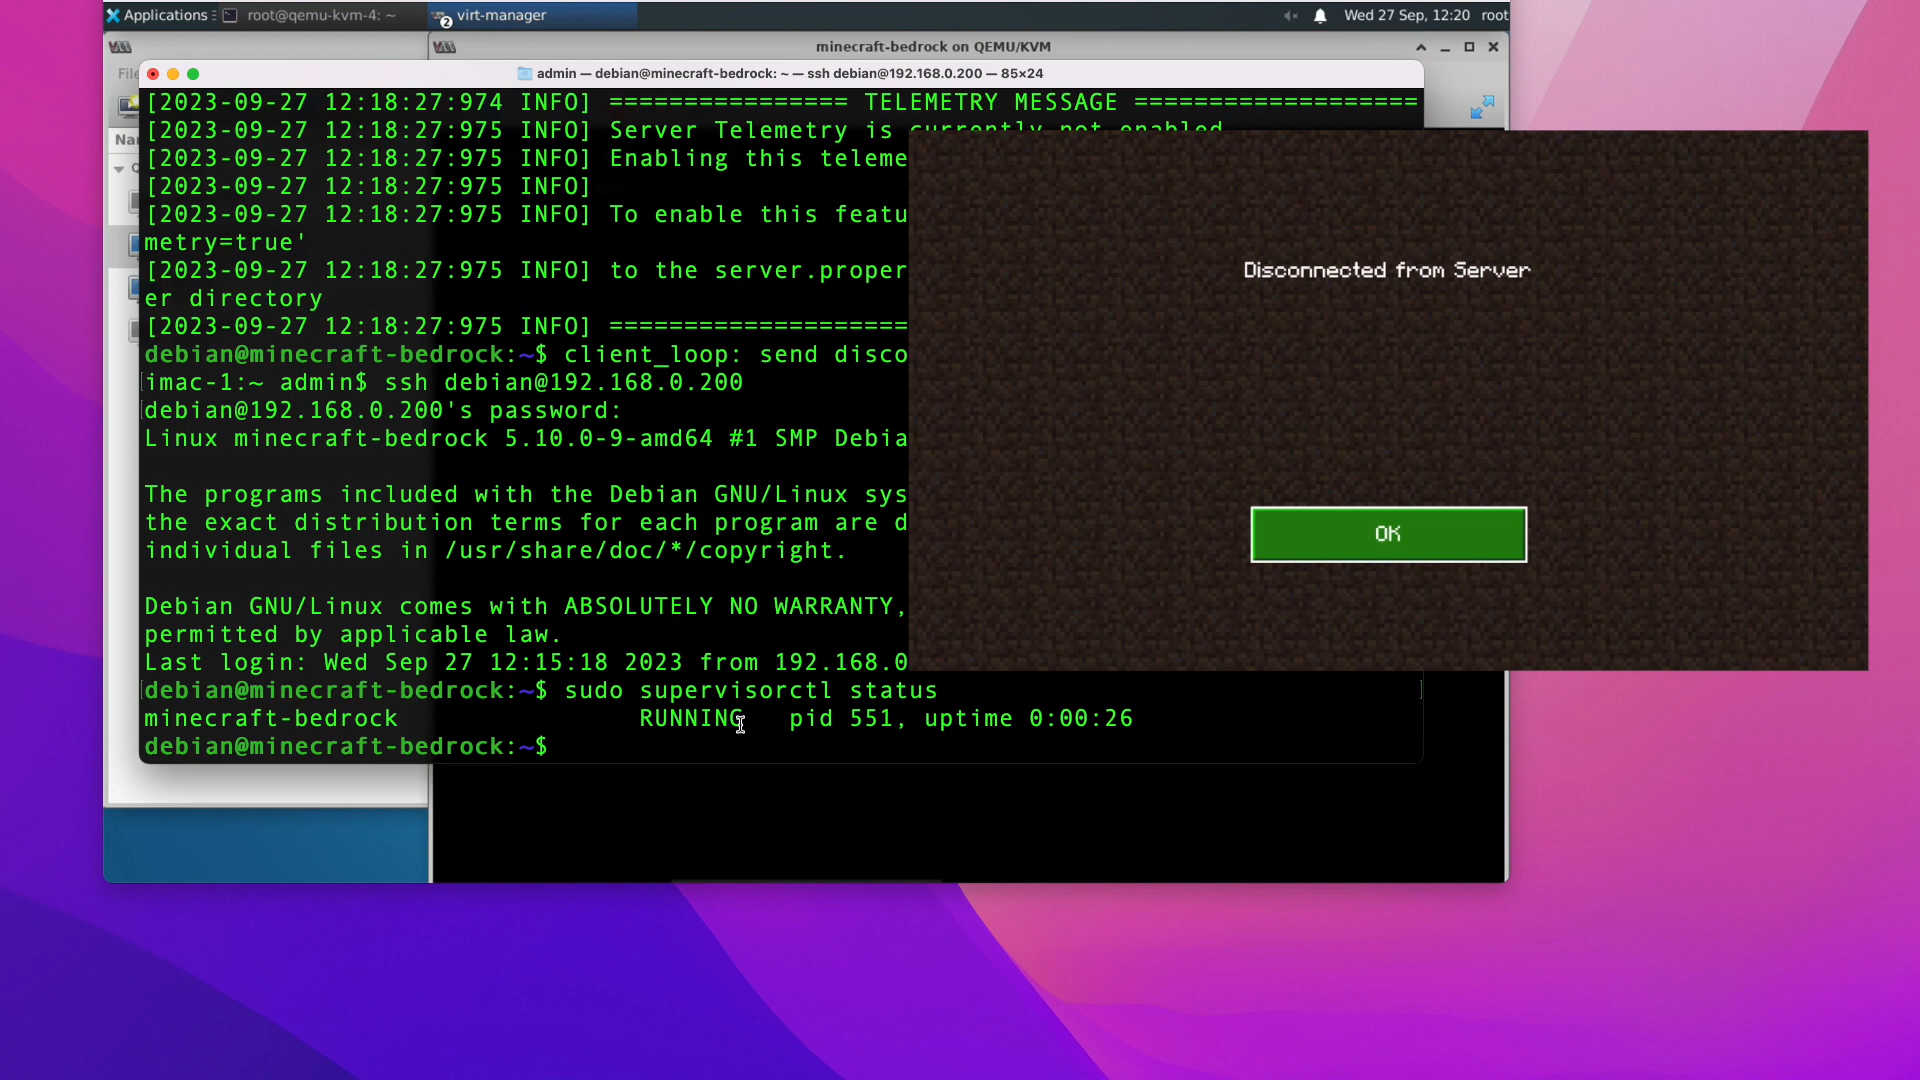 Applications
root@qemu-kvm-4: ~
2
virt-manager
Wed 27 Sep, 12:20
root
minecraft-bedrock on QEMU/KVM
admin — debian@minecraft-bedrock: ~ — ssh debian@192.168.0.200 — 85×24
[2023-09-27 12:18:27:974 INFO] ================ TELEMETRY MESSAGE ===================
[2023-09-27 12:18:27:975 INFO] Server Telemetry is currently not enabled
[2023-09-27 12:18:27:975 INFO] Enabling this teleme
[2023-09-27 12:18:27:975 INFO]
[2023-09-27 12:18:27:975 INFO] To enable this featu
metry=true'
[2023-09-27 12:18:27:975 INFO] to the server.proper
er directory
[2023-09-27 12:18:27:975 INFO] ====================
debian@minecraft-bedrock:~$ client_loop: send disco
imac-1:~ admin$ ssh debian@192.168.0.200
debian@192.168.0.200's password:
Linux minecraft-bedrock 5.10.0-9-amd64 #1 SMP Debia
The programs included with the Debian GNU/Linux sys
the exact distribution terms for each program are d
individual files in /usr/share/doc/*/copyright.
Debian GNU/Linux comes with ABSOLUTELY NO WARRANTY,
permitted by applicable law.
Last login: Wed Sep 27 12:15:18 2023 from 192.168.0
debian@minecraft-bedrock:~$ sudo supervisorctl status
minecraft-bedrock RUNNING pid 551, uptime 0:00:26
debian@minecraft-bedrock:~$
Disconnected from Server
OK